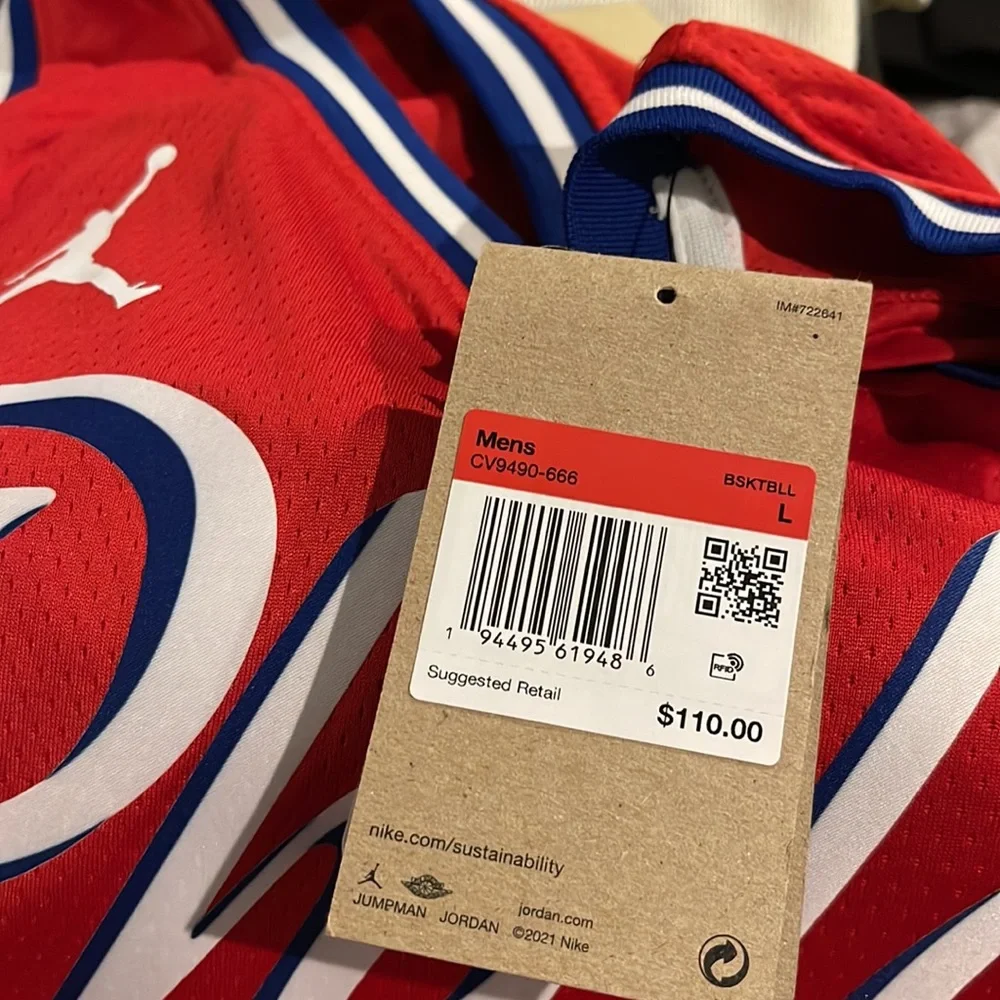 IM#722641
Mens
CV9490-666
BSKTBLL
L
1 94495 61948 6
RFID
Suggested Retail
$110.00
nike.com/sustainability
JUMPMAN JORDAN
jordan.com
©2021 Nike